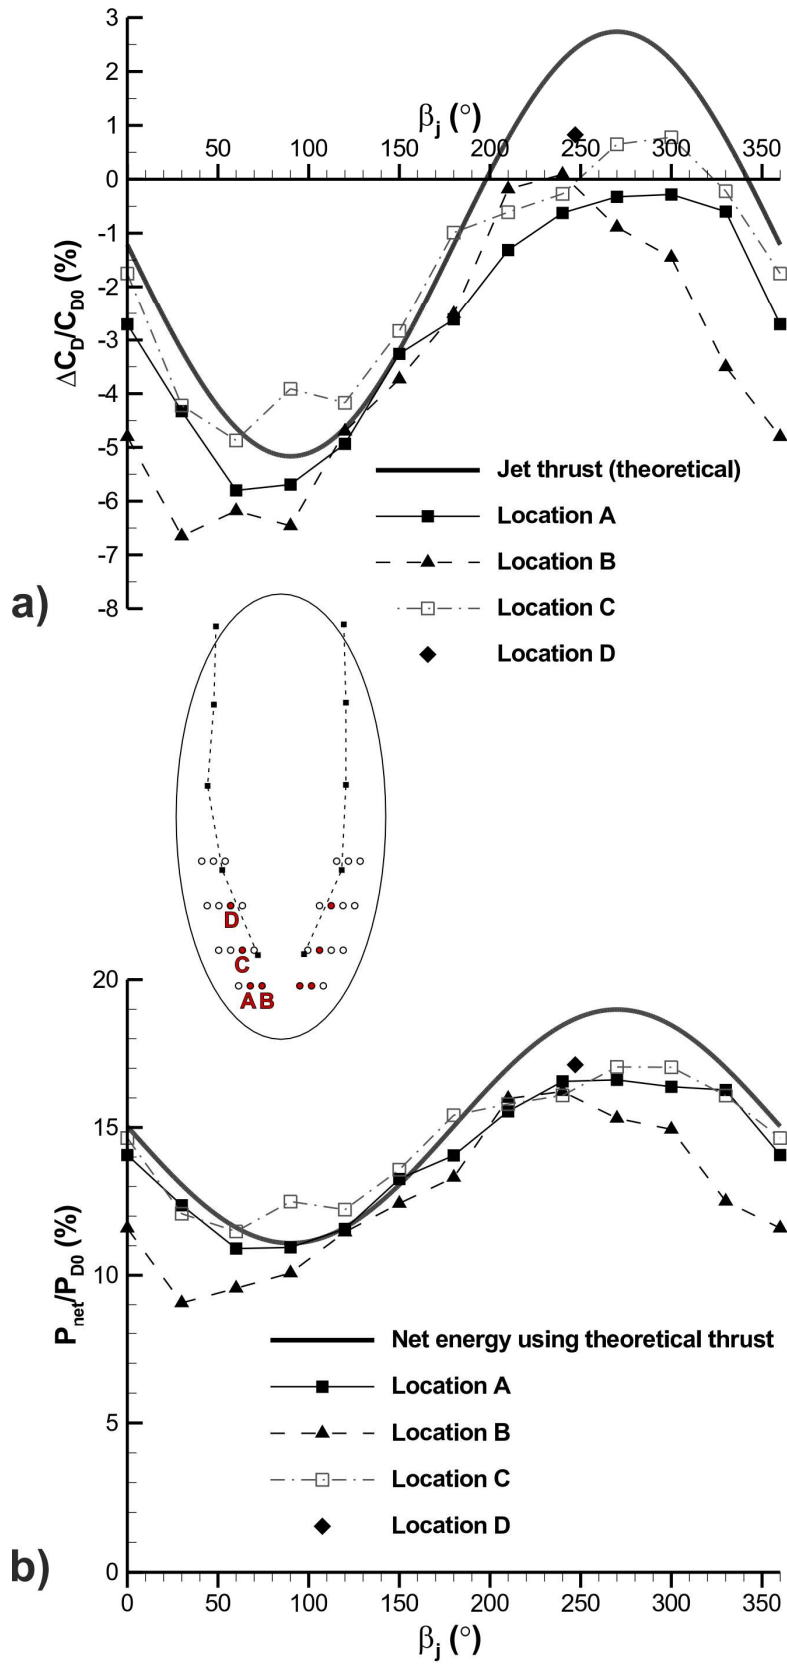 3
2
1
0
-1
-2
-3
-4
-5
-6
-7
-8
ΔC_D/C_D0 (%)
β_j (°)
50 100 150 200 250 300 350
Jet thrust (theoretical)
Location A
Location B
Location C
Location D
a)
D
C
A B
20
15
10
5
0
P_net/P_D0 (%)
Net energy using theoretical thrust
Location A
Location B
Location C
Location D
b)
0 50 100 150 200 250 300 350
β_j (°)